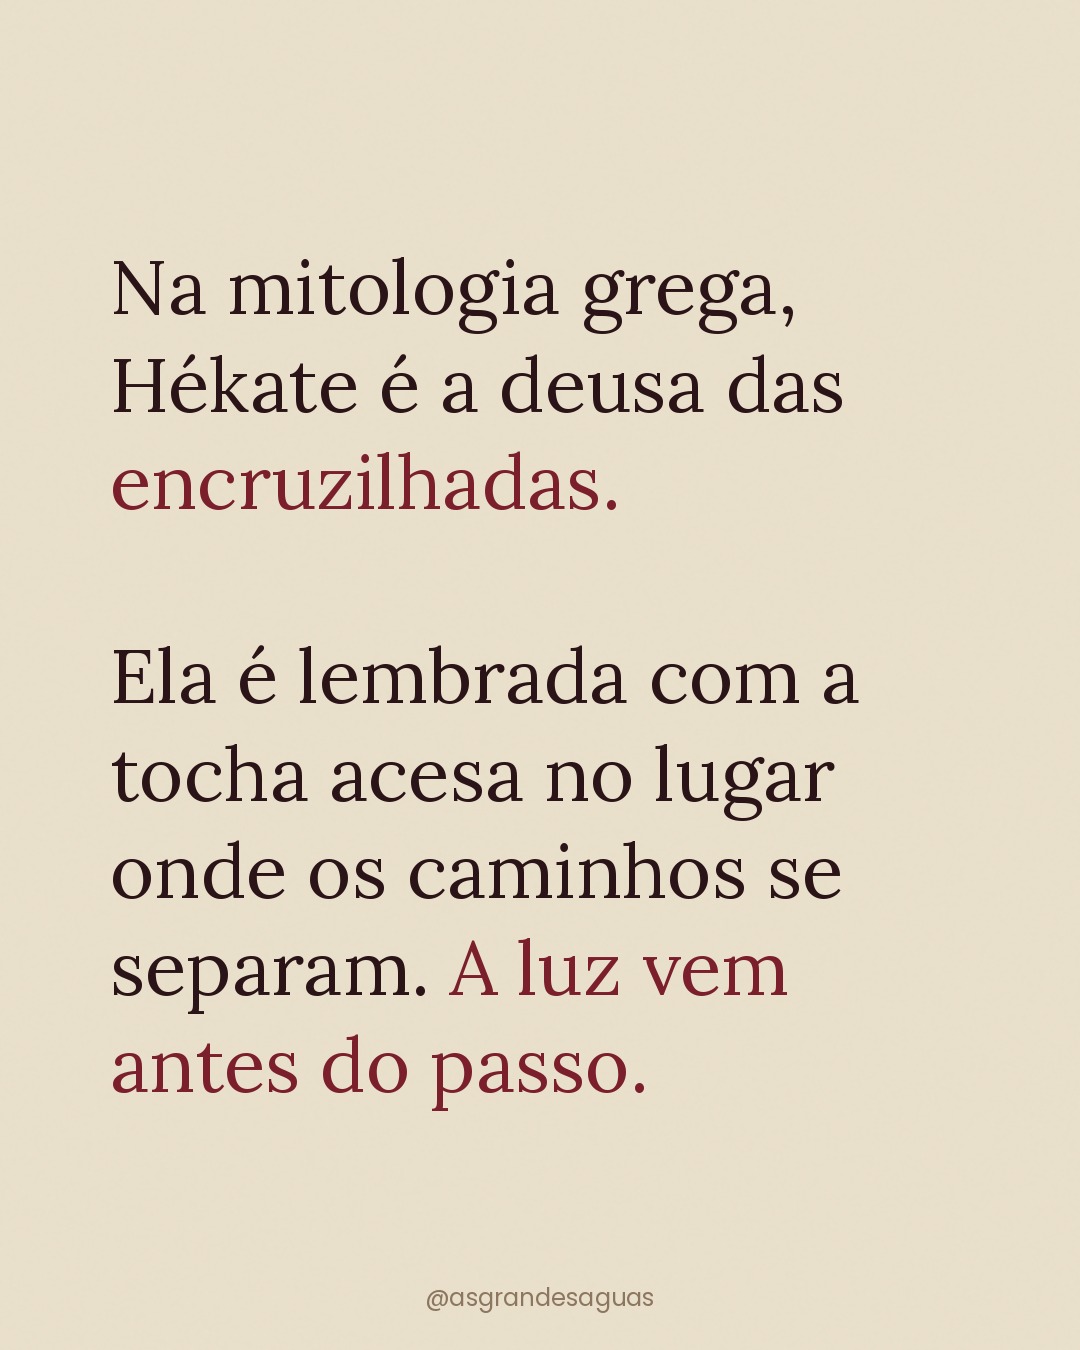 Na mitologia grega,
Hékate é a deusa das
encruzilhadas.
Ela é lembrada com a
tocha acesa no lugar
onde os caminhos se
separam. A luz vem
antes do passo.
@asgrandesaguas